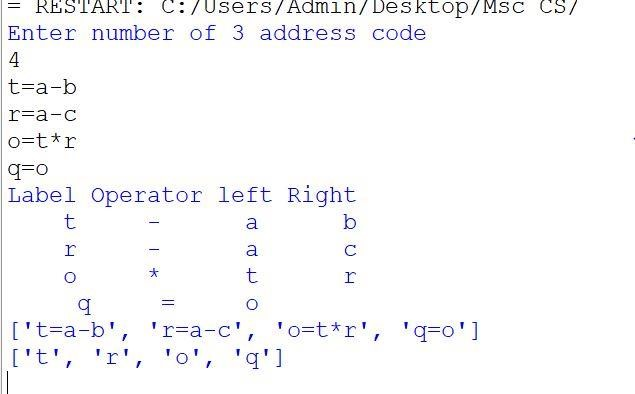 = RESTART: C:/Users/Admin/Desktop/Msc CS/
Enter number of 3 address code
4
t=a-b
r=a-c
o=t*r
q=o
Label Operator left Right
t - a b
r - a c
o * t r
q = o
['t=a-b', 'r=a-c', 'o=t*r', 'q=o']
['t', 'r', 'o', 'q']